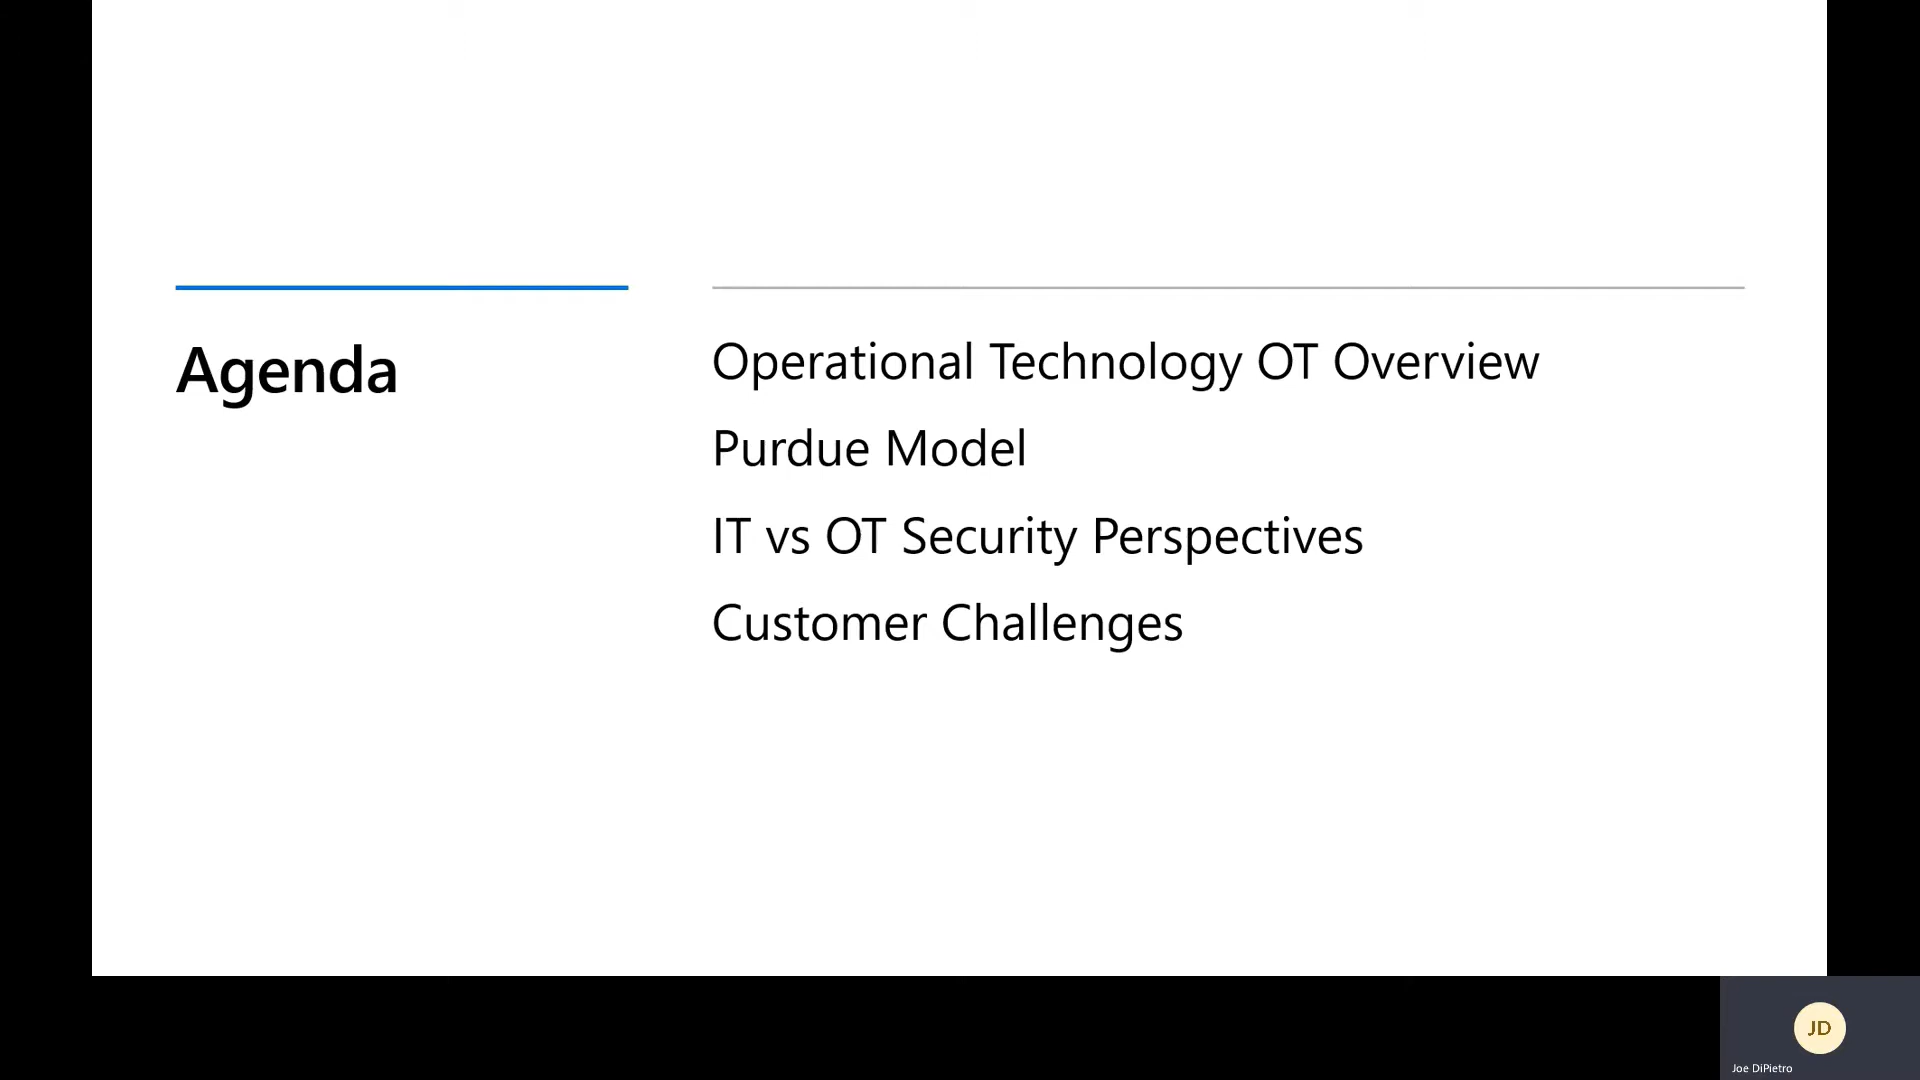 Agenda
Operational Technology OT Overview
Purdue Model
IT vs OT Security Perspectives
Customer Challenges
JD
Joe DiPietro